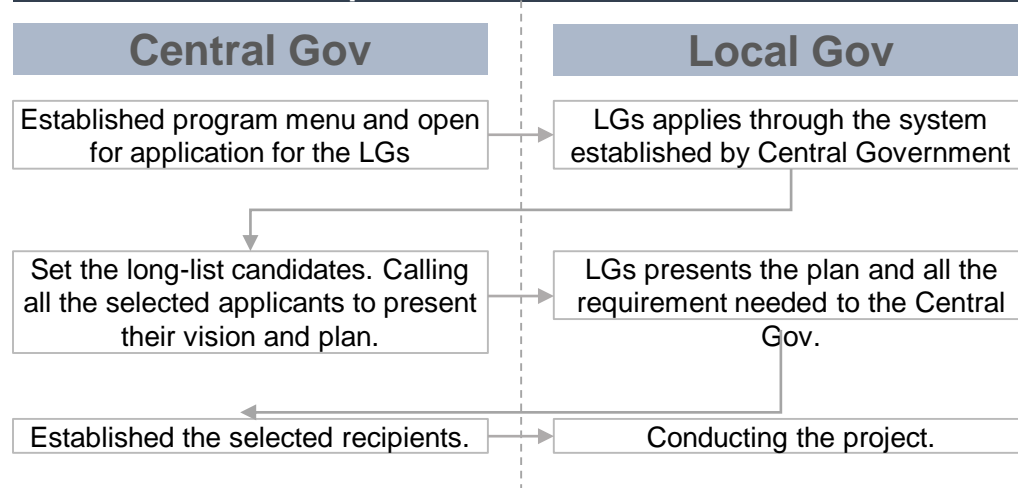 Central Gov
Local Gov
Established program menu and open
for application for the LGs
LGs applies through the system
established by Central Government
Set the long-list candidates. Calling
all the selected applicants to present
their vision and plan.
LGs presents the plan and all the
requirement needed to the Central
Gov.
Established the selected recipients.
Conducting the project.